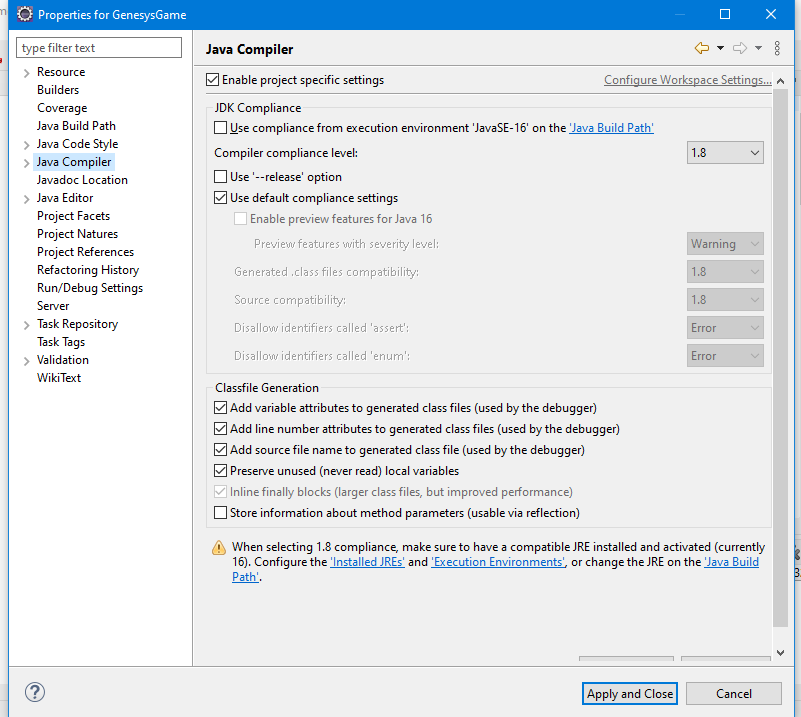 Properties for GenesysGame
type filter text
Resource
Builders
Coverage
Java Build Path
Java Code Style
Java Compiler
Javadoc Location
Java Editor
Project Facets
Project Natures
Project References
Refactoring History
Run/Debug Settings
Server
Task Repository
Task Tags
Validation
WikiText
Java Compiler
Enable project specific settings
Configure Workspace Settings...
JDK Compliance
Use compliance from execution environment 'JavaSE-16' on the 'Java Build Path'
Compiler compliance level: 1.8
Use '--release' option
Use default compliance settings
Enable preview features for Java 16
Preview features with severity level: Warning
Generated .class files compatibility: 1.8
Source compatibility: 1.8
Disallow identifiers called 'assert': Error
Disallow identifiers called 'enum': Error
Classfile Generation
Add variable attributes to generated class files (used by the debugger)
Add line number attributes to generated class files (used by the debugger)
Add source file name to generated class file (used by the debugger)
Preserve unused (never read) local variables
Inline finally blocks (larger class files, but improved performance)
Store information about method parameters (usable via reflection)
When selecting 1.8 compliance, make sure to have a compatible JRE installed and activated (currently
16). Configure the 'Installed JREs' and 'Execution Environments', or change the JRE on the 'Java Build
Path'.
Apply and Close
Cancel